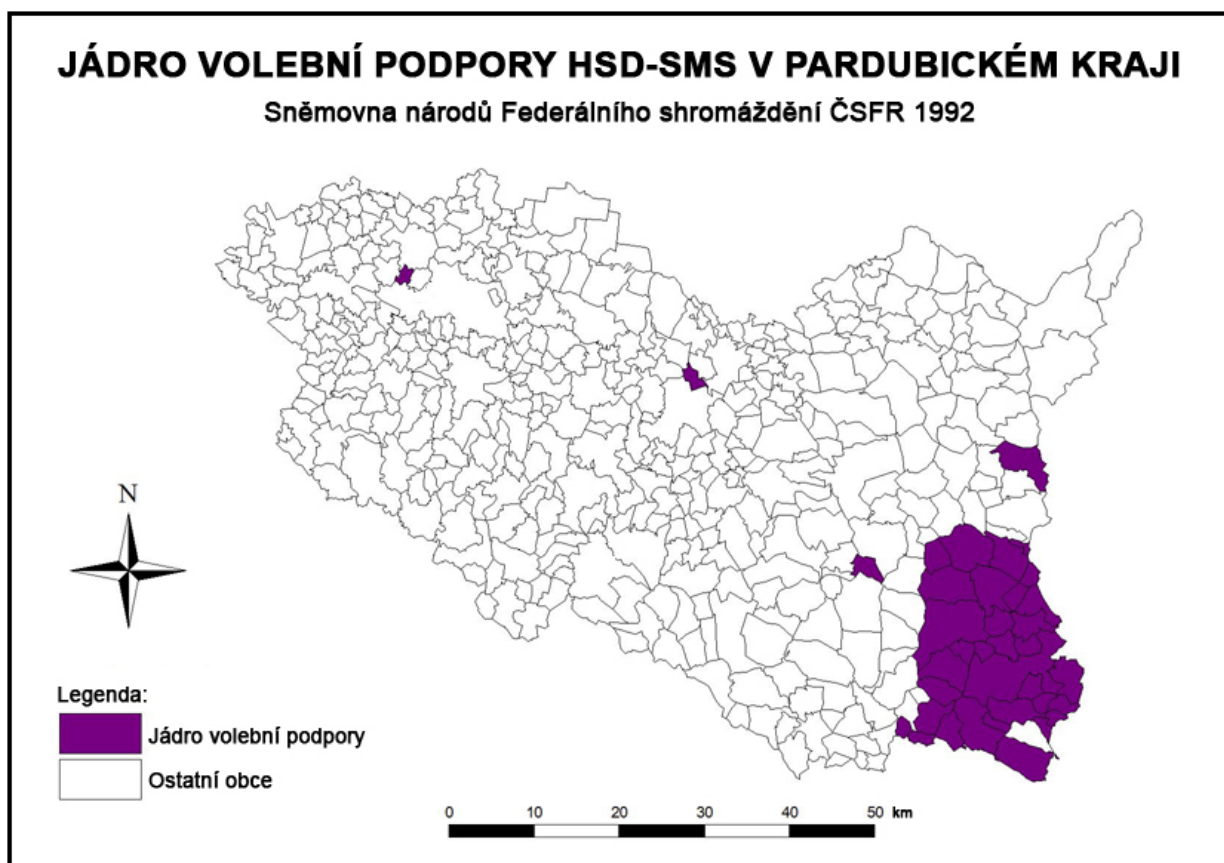 JÁDRO VOLEBNÍ PODPORY HSD-SMS V PARDUBICKÉM KRAJI
Sněmovna národů Federálního shromáždění ČSFR 1992
N
Legenda:
Jádro volební podpory
Ostatní obce
0 10 20 30 40 50 km